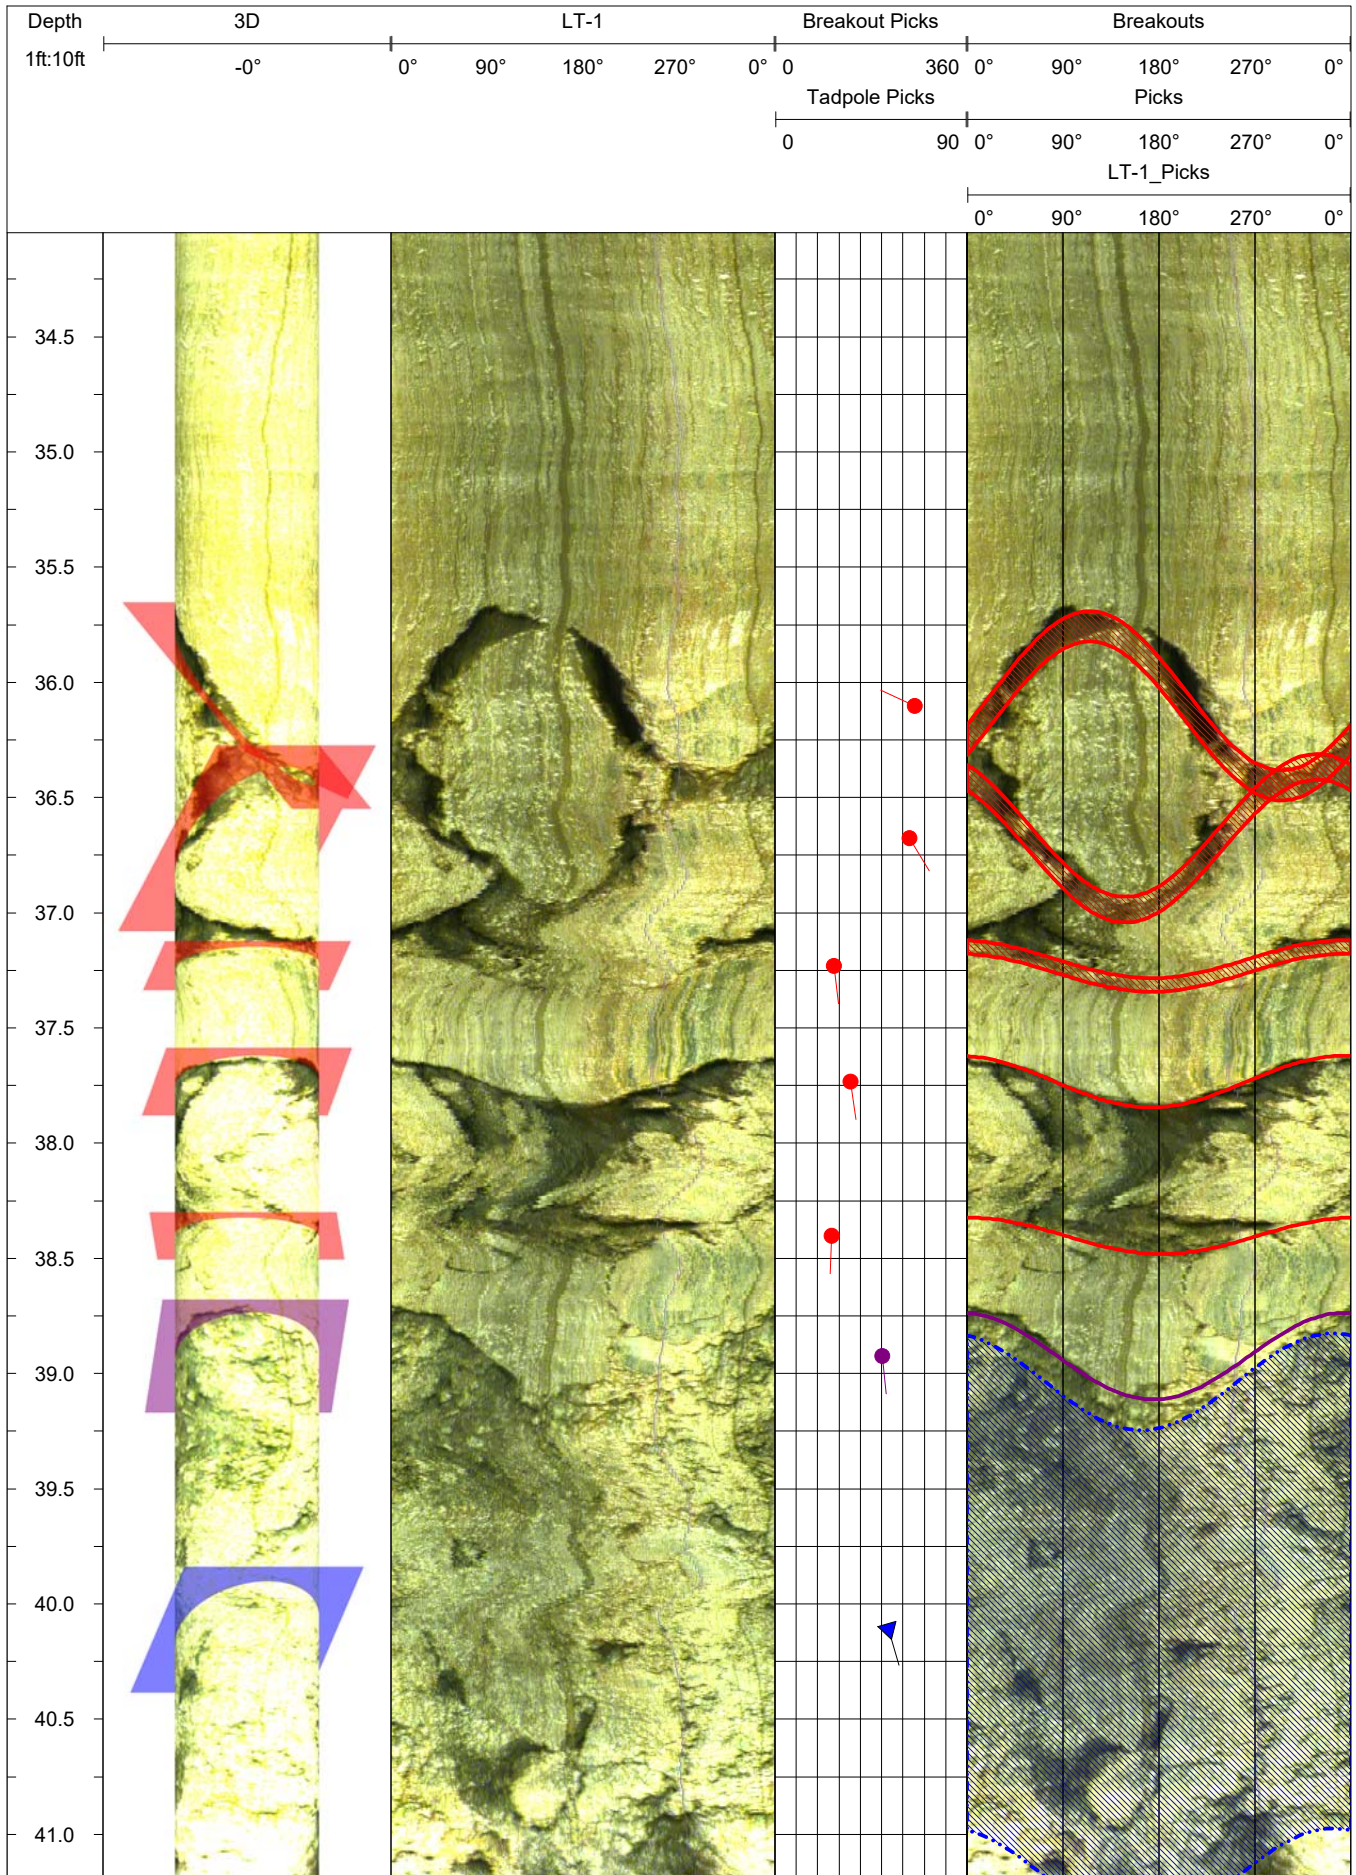 Depth 3D LT-1 Breakout Picks Breakouts
1ft:10ft -0° 0° 90° 180° 270° 0° 0 360 0° 90° 180° 270° 0°
Tadpole Picks Picks
0 90 0° 90° 180° 270° 0°
LT-1_Picks
0° 90° 180° 270° 0°
34.5
35.0
35.5
36.0
36.5
37.0
37.5
38.0
38.5
39.0
39.5
40.0
40.5
41.0